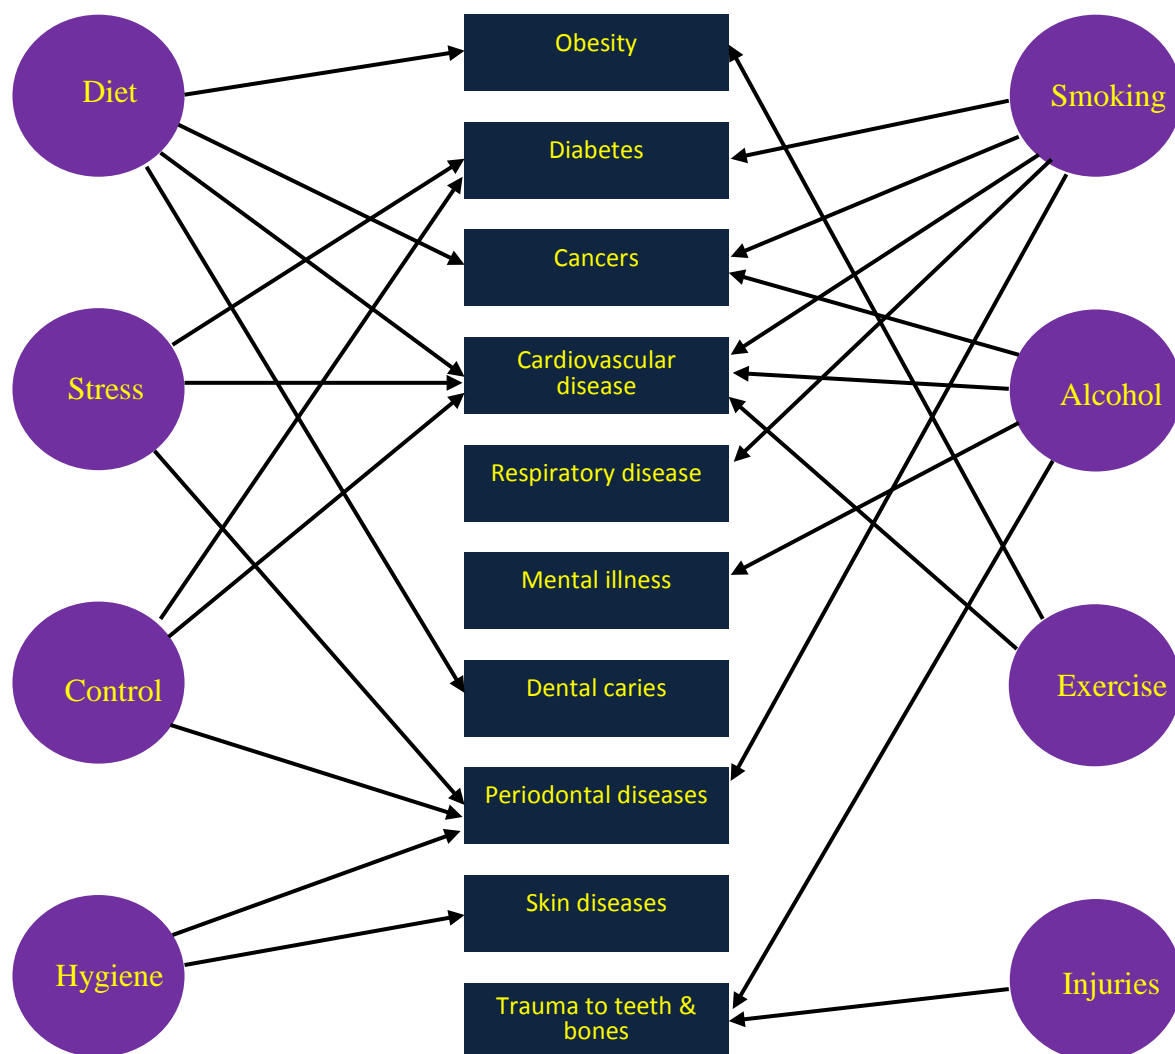 Diet
Stress
Control
Hygiene
Obesity
Diabetes
Cancers
Cardiovascular
disease
Respiratory disease
Mental illness
Dental caries
Periodontal diseases
Skin diseases
Trauma to teeth &
bones
Smoking
Alcohol
Exercise
Injuries